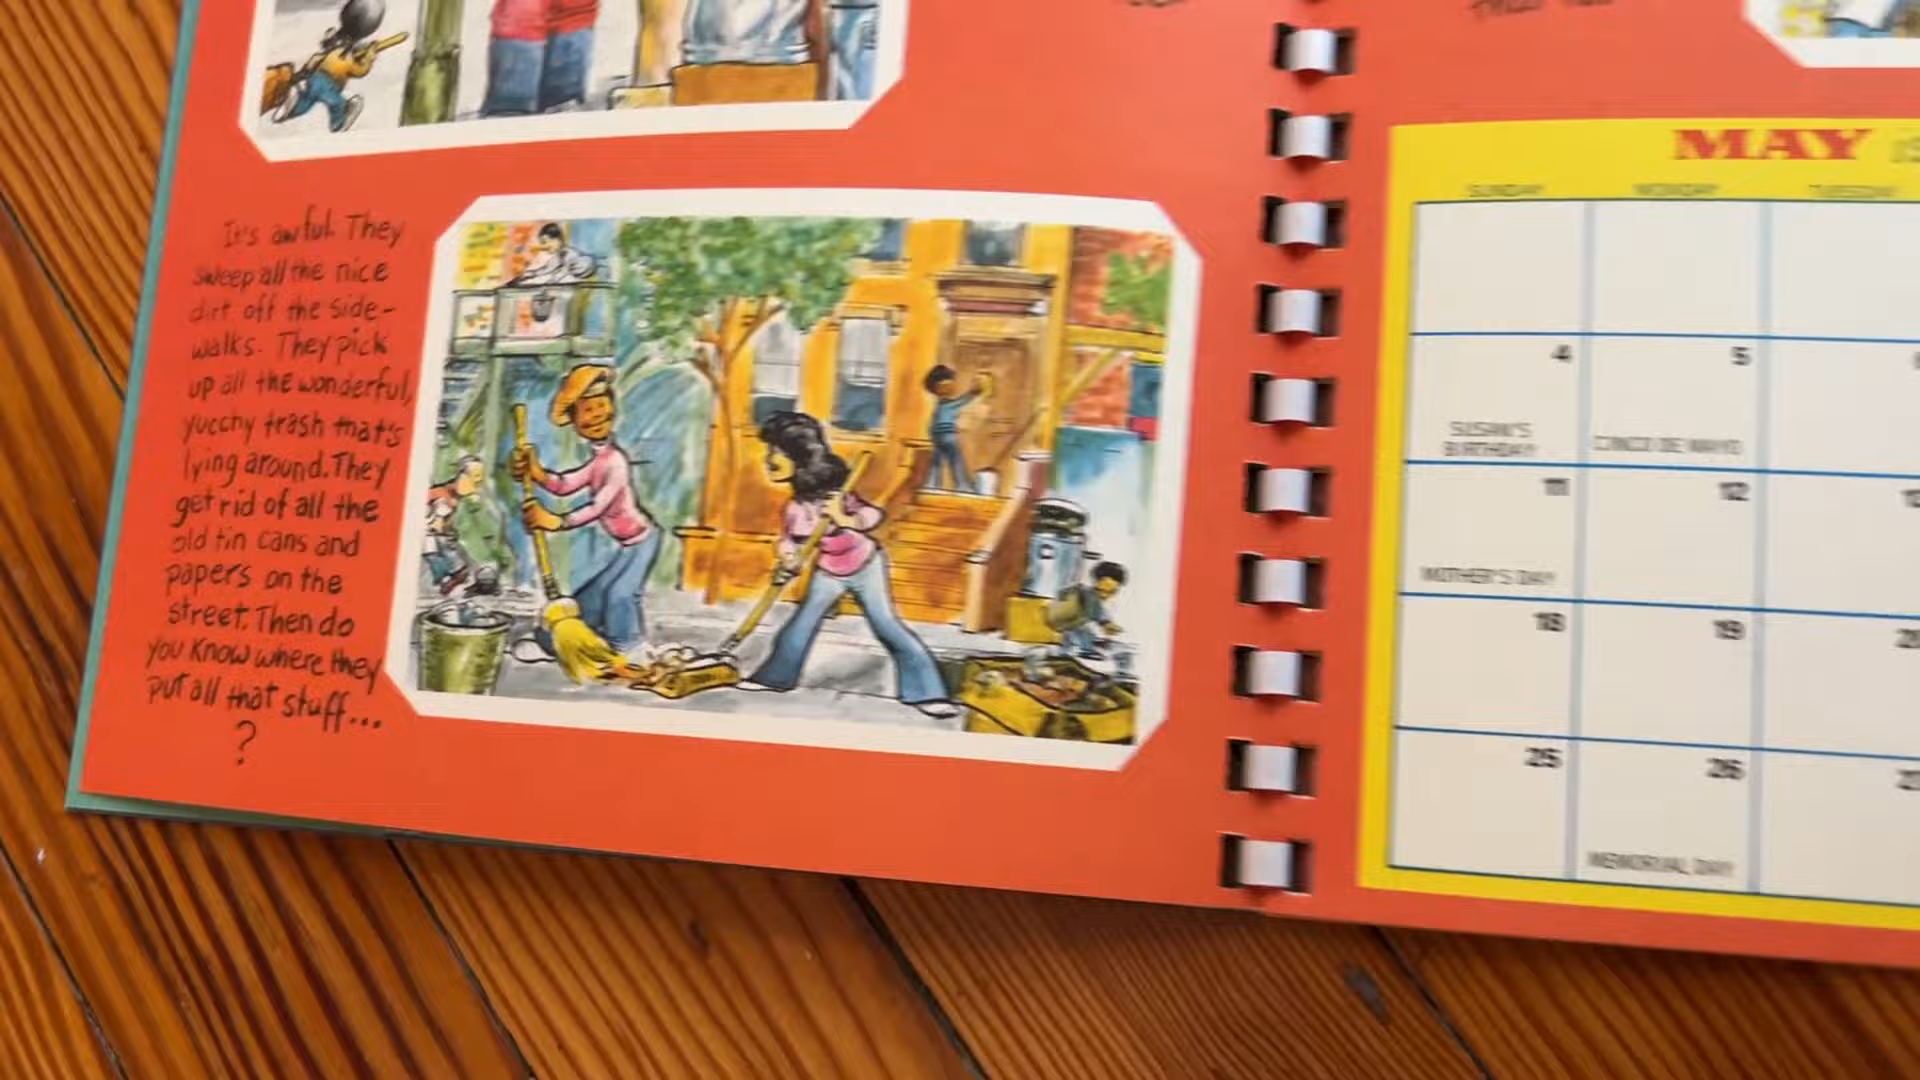 It's awful. They
sweep all the nice
dirt off the side-
walks. They pick
up all the wonderful,
yucchy trash that's
lying around. They
get rid of all the
old tin cans and
papers on the
street. Then do
you know where they
put all that stuff...
?
MAY
SUNDAY MONDAY TUESDAY
4 5
SUSAN'S
BIRTHDAY
CINCO DE MAYO
11 12
MOTHER'S DAY
18 19
25 26
MEMORIAL DAY